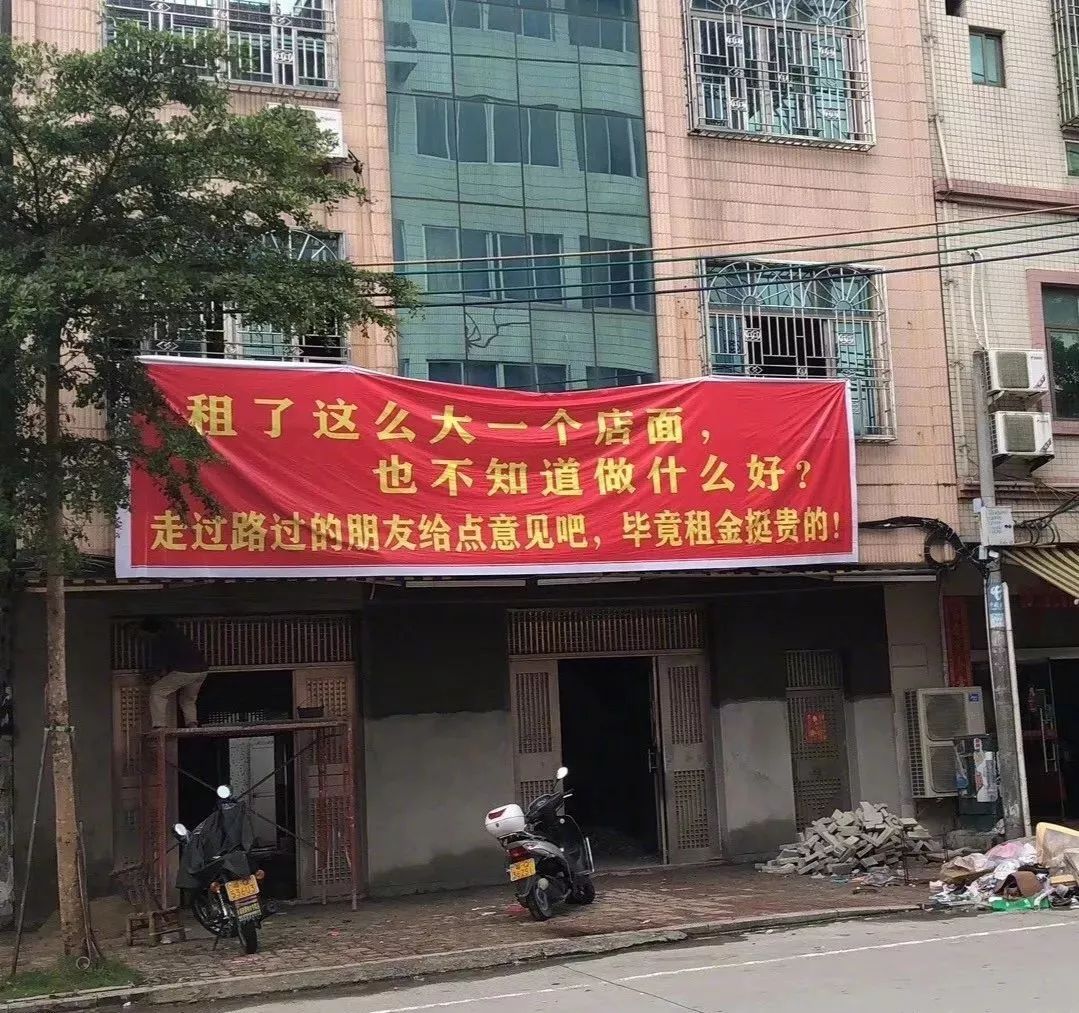 租了这么大一个店面，
也不知道做什么好？
走过路过的朋友给点意见吧，毕竟租金挺贵的！